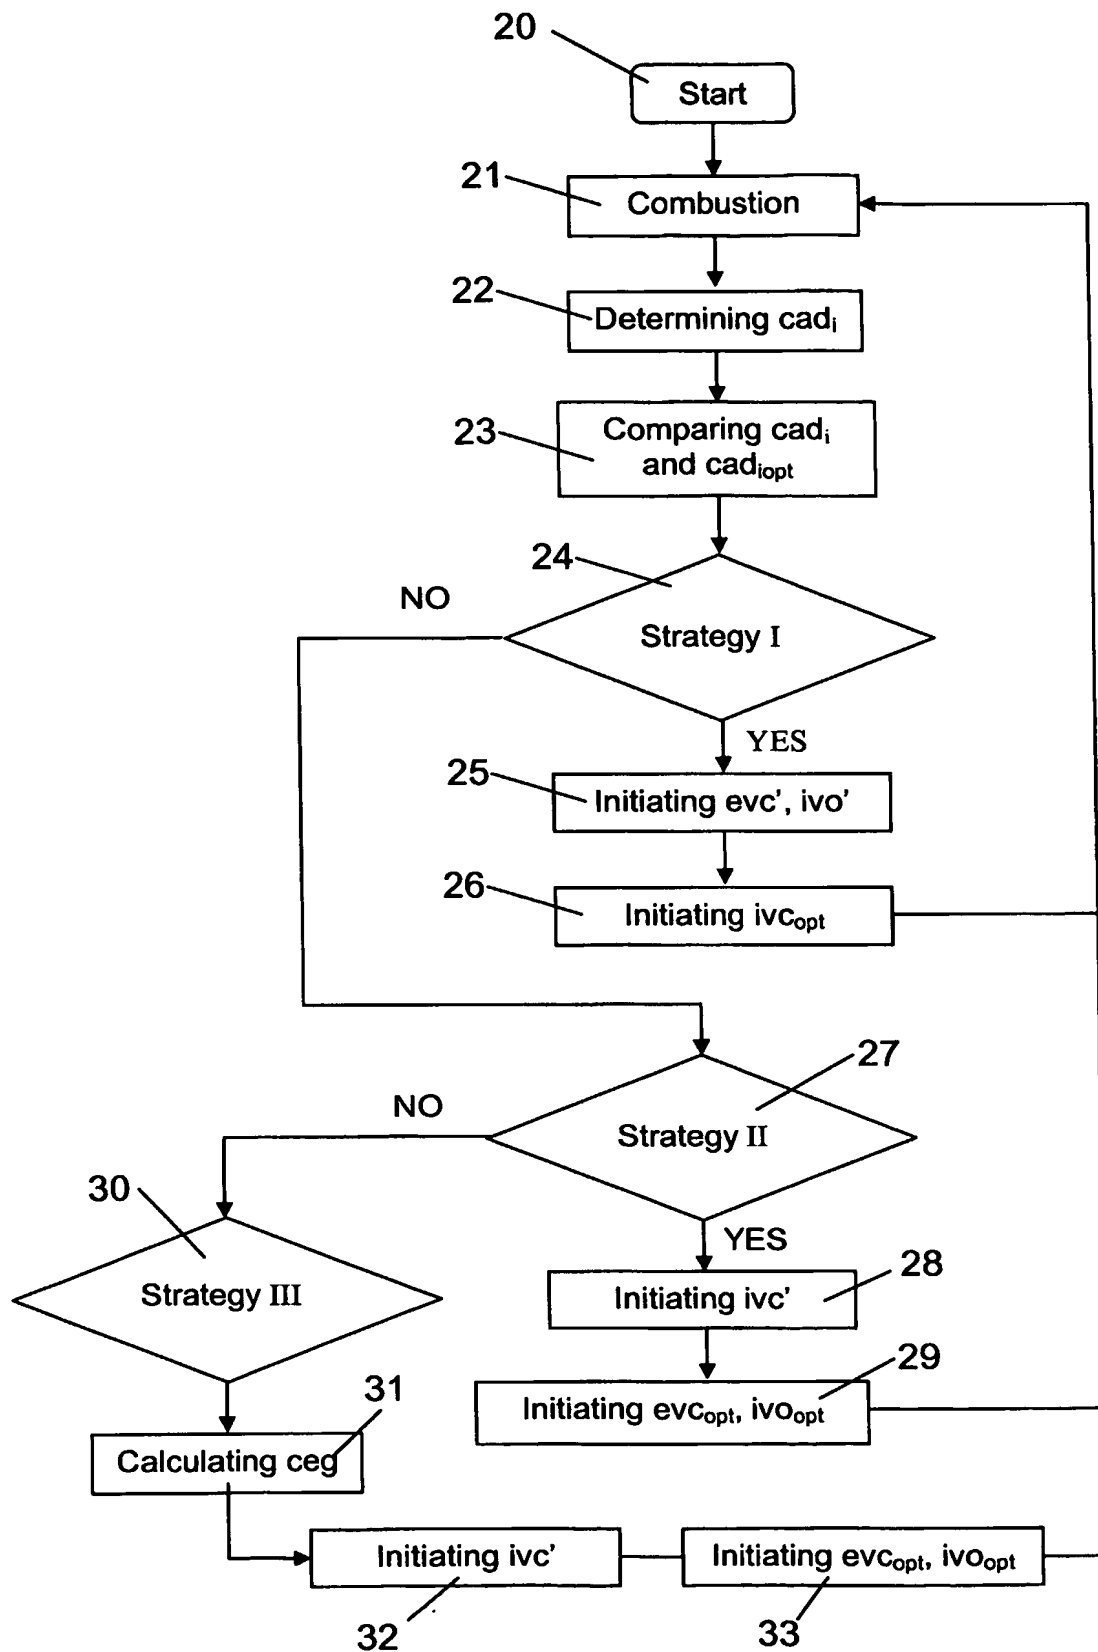 20
Start
21
Combustion
22
Determining cadi
23
Comparing cadi
and cadiopt
24
NO
Strategy I
YES
25
Initiating evc', ivo'
26
Initiating ivcopt
27
NO
Strategy II
30
YES
Strategy III
28
Initiating ivc'
29
Initiating evcopt, ivoopt
31
Calculating ceg
Initiating ivc'
Initiating evcopt, ivoopt
32
33